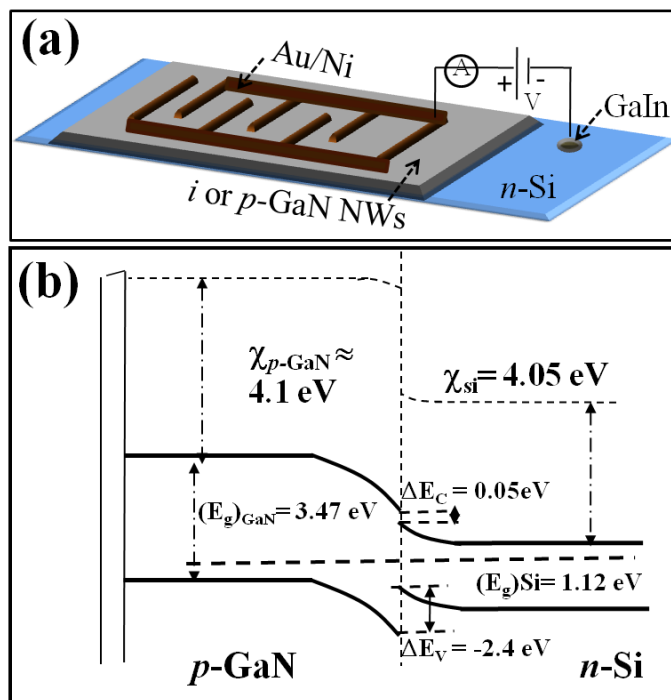 (a)
Au/Ni
A
+ -
V
GaIn
n-Si
i or p-GaN NWs
(b)
χp-GaN≈
4.1 eV
χsi= 4.05 eV
ΔEC = 0.05eV
(Eg)GaN= 3.47 eV
(Eg)Si= 1.12 eV
ΔEV = -2.4 eV
p-GaN
n-Si